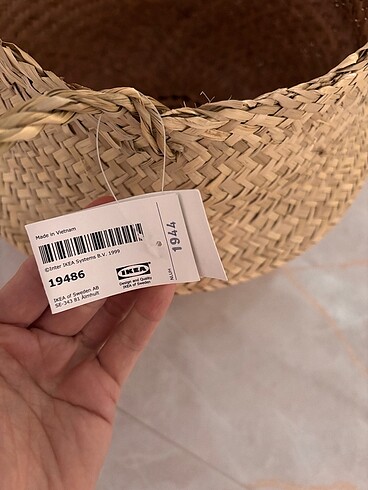 Made in Vietnam
©Inter IKEA Systems B.V. 1999
19486
IKEA of Sweden AB
SE-343 81 Älmhult
IKEA
Design and Quality
IKEA of Sweden
1944